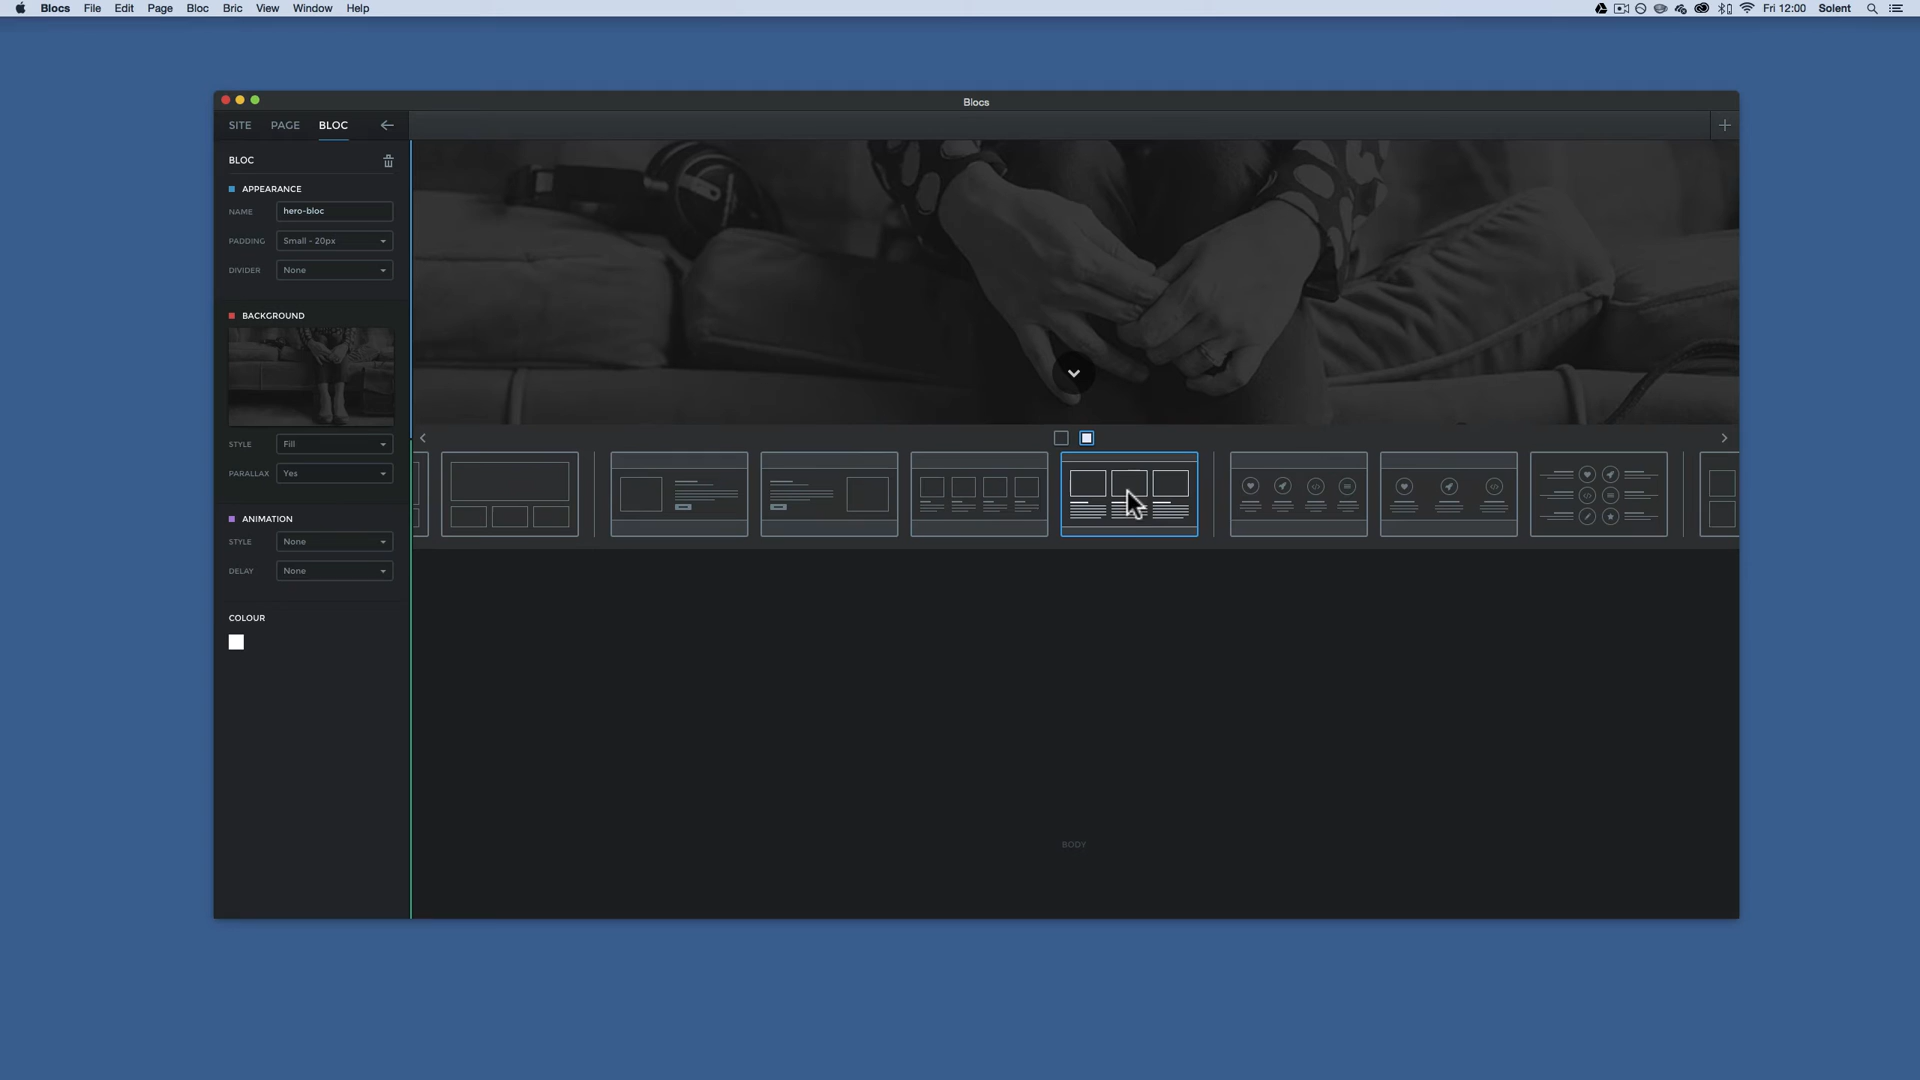 Blocs File Edit Page Bloc Bric View Window Help Fri 12:00 Solent
Blocs
SITE PAGE BLOC
BLOC
APPEARANCE
NAME hero-bloc
PADDING Small - 20px
DIVIDER None
BACKGROUND
STYLE Fill
PARALLAX Yes
ANIMATION
STYLE None
DELAY None
COLOUR
BODY